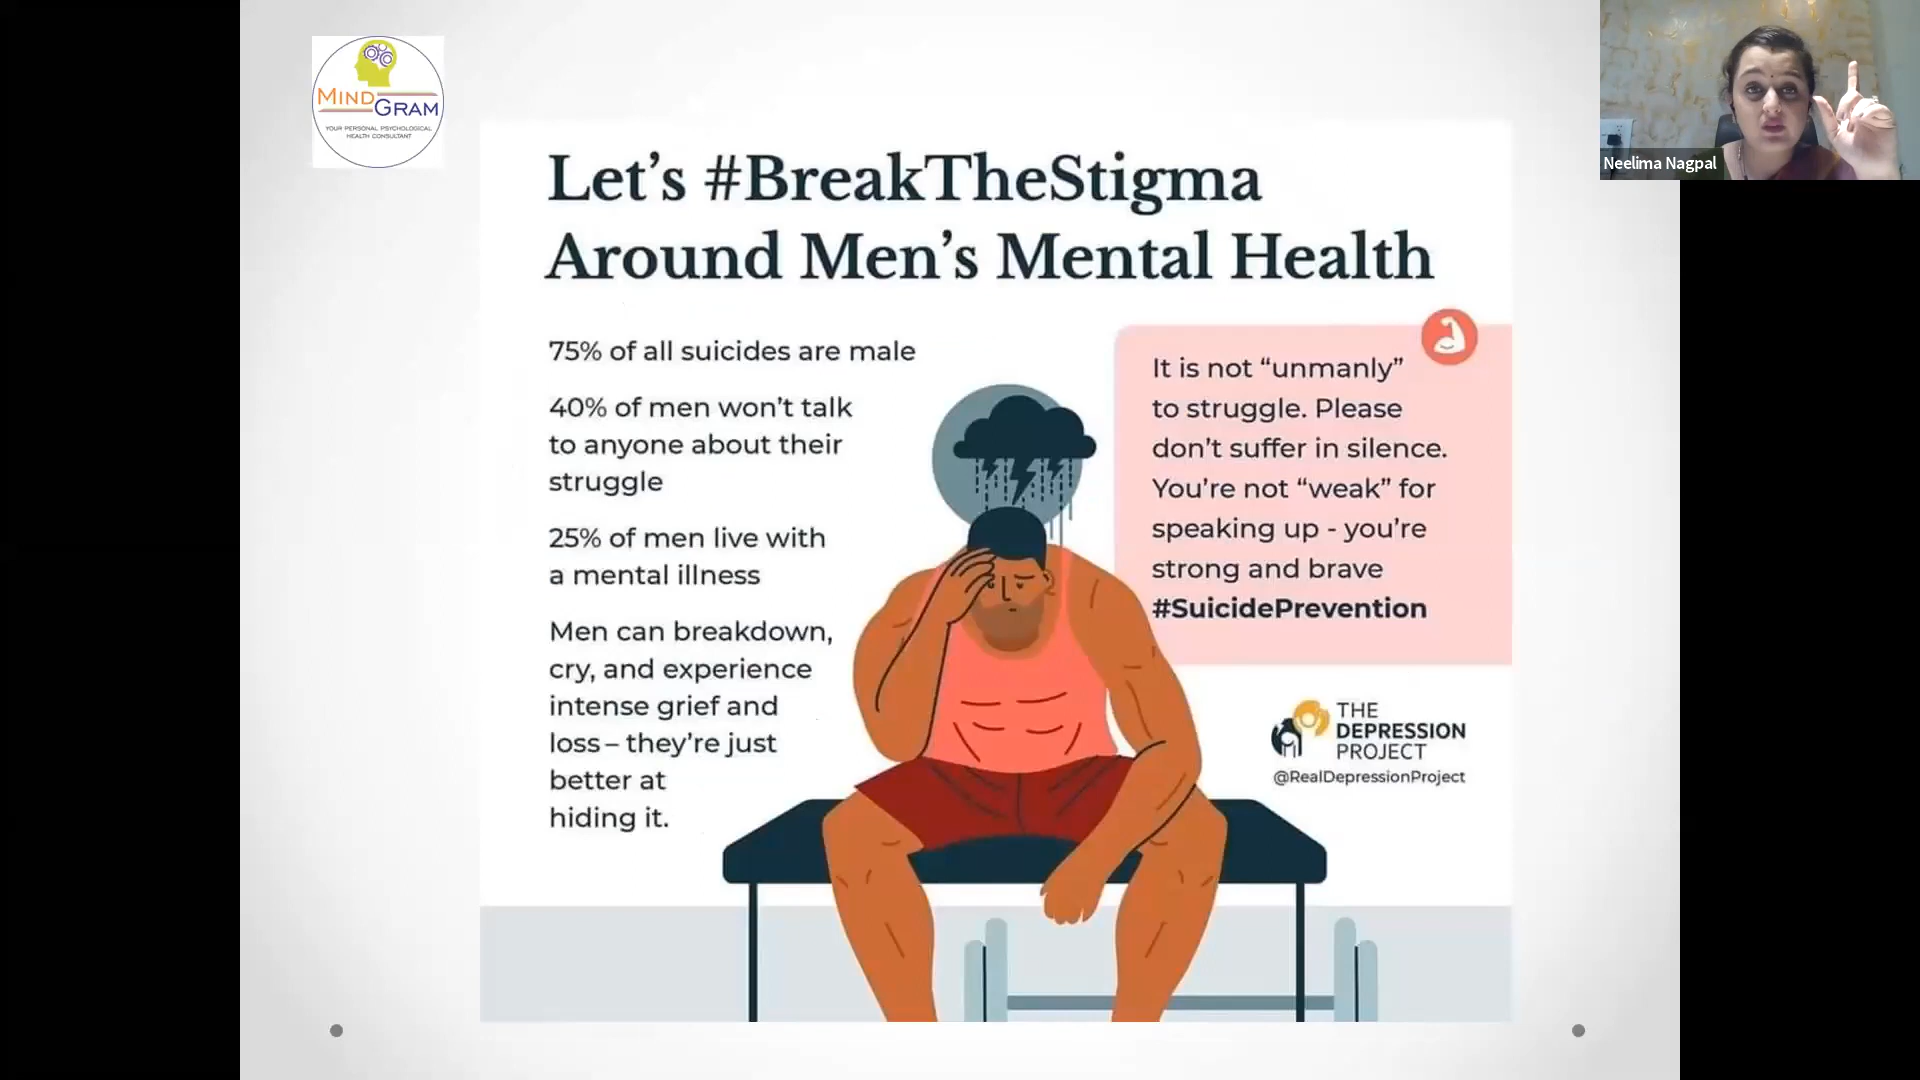 MIND
GRAM
YOUR PERSONAL PSYCHOLOGICAL
HEALTH CONSULTANT
Neelima Nagpal
Let's #BreakTheStigma
Around Men's Mental Health
75% of all suicides are male
40% of men won't talk
to anyone about their
struggle
25% of men live with
a mental illness
Men can breakdown,
cry, and experience
intense grief and
loss – they're just
better at
hiding it.
It is not “unmanly”
to struggle. Please
don't suffer in silence.
You're not “weak” for
speaking up - you're
strong and brave
#SuicidePrevention
THE
DEPRESSION
PROJECT
@RealDepressionProject